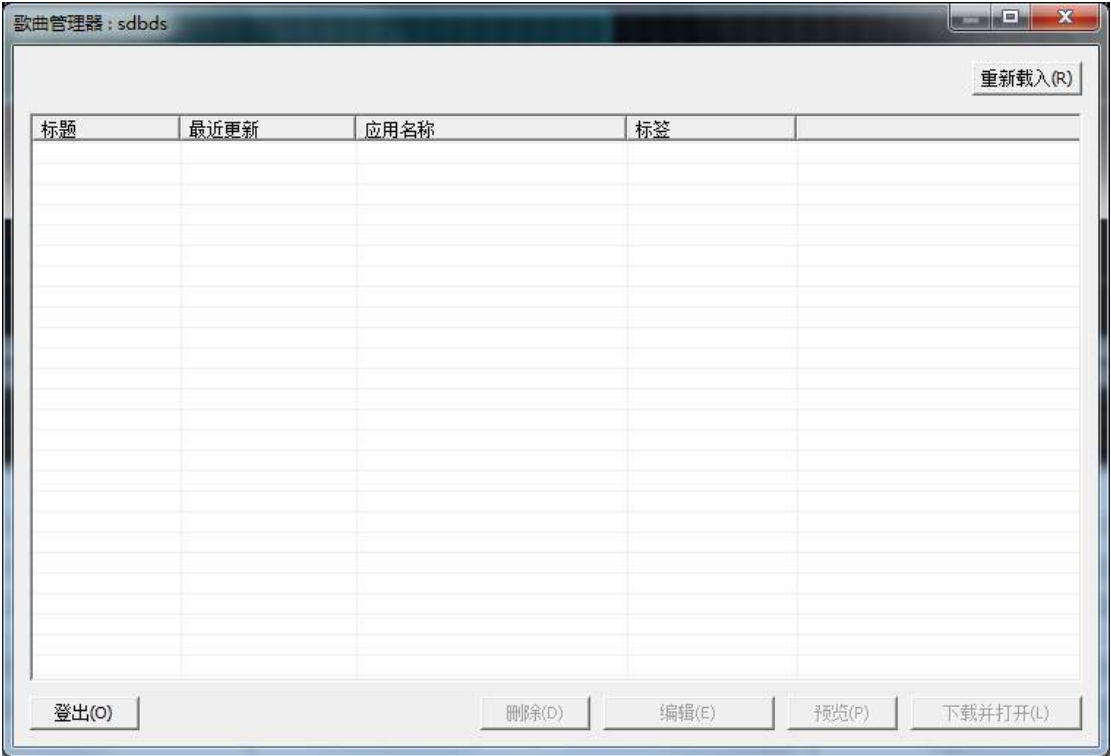 歌曲管理器 : sdbds
重新载入(R)
标题 最近更新 应用名称 标签
登出(O) 删除(D) 编辑(E) 预览(P) 下载并打开(L)